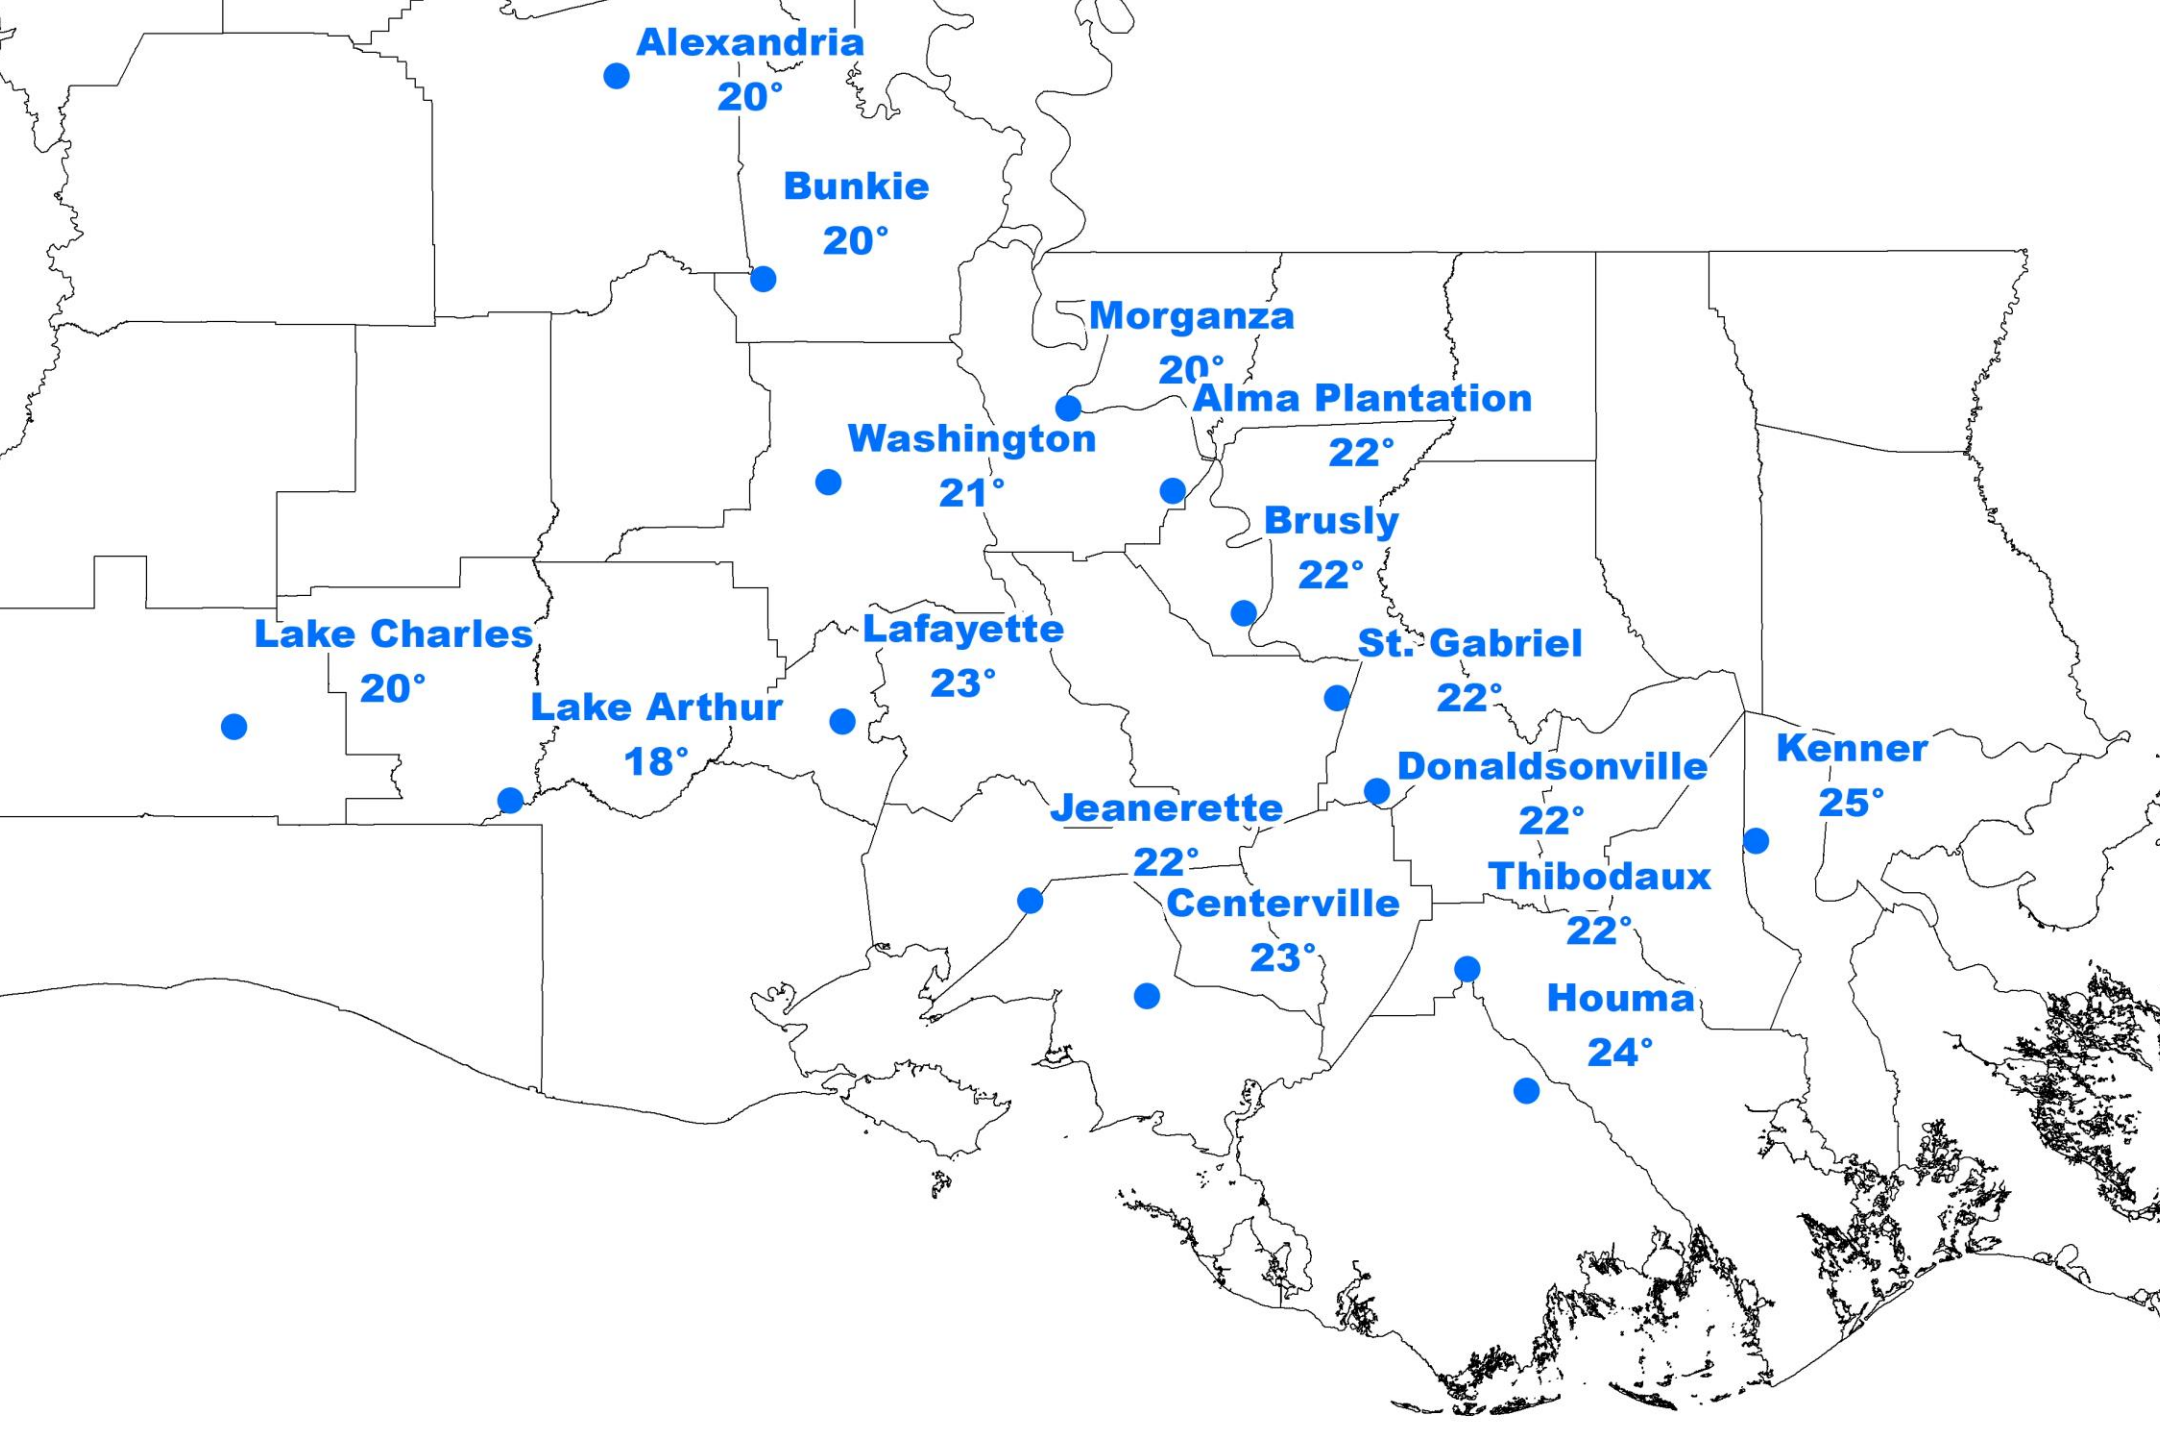 Alexandria
20°
Bunkie
20°
Morganza
20°
Alma Plantation
22°
Washington
21°
Brusly
22°
Lake Charles
20°
Lafayette
23°
St. Gabriel
22°
Lake Arthur
18°
Kenner
25°
Donaldsonville
22°
Jeanerette
22°
Thibodaux
22°
Centerville
23°
Houma
24°